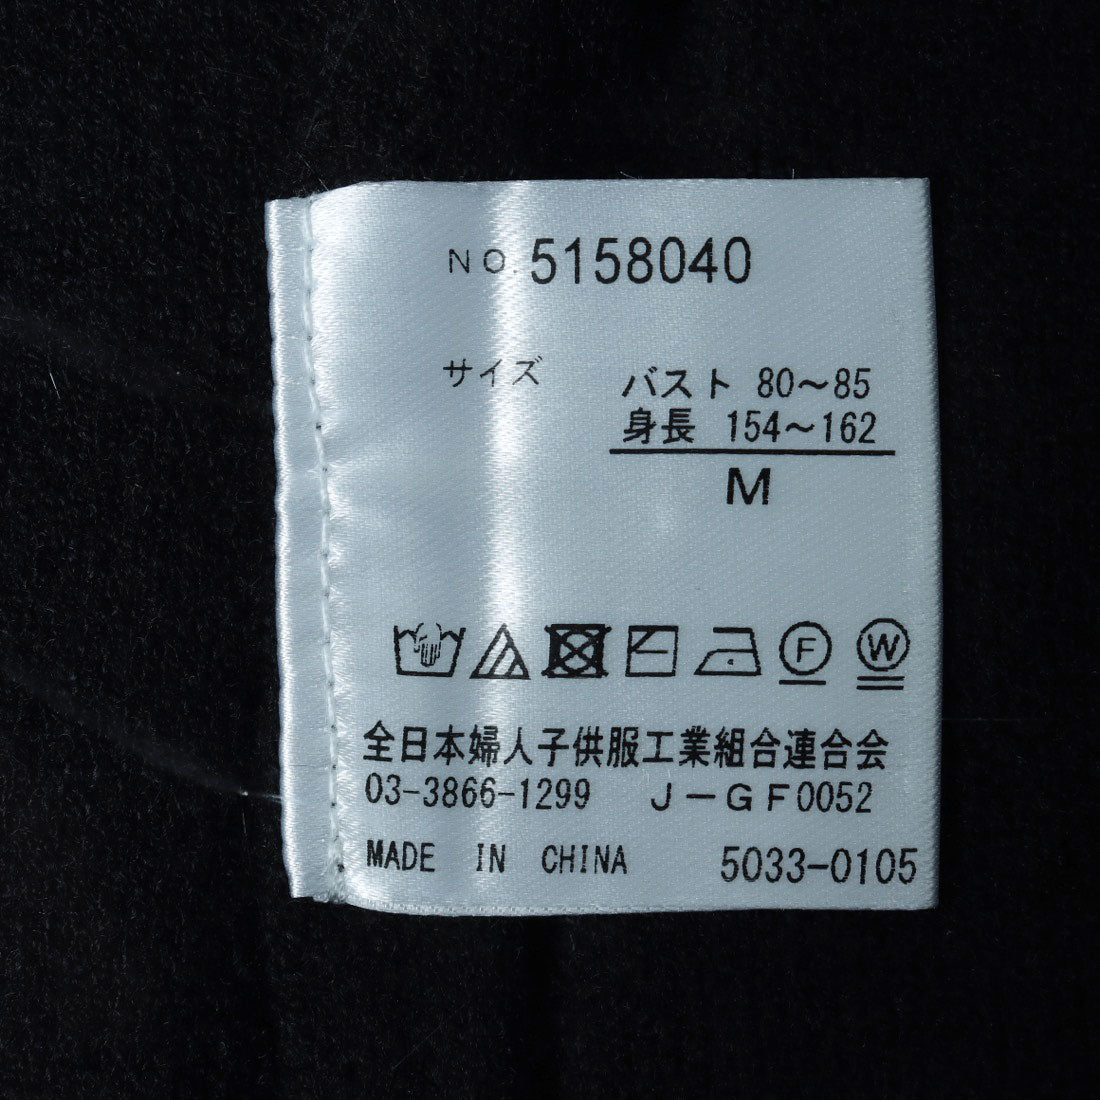 NO. 5158040
サイズ
バスト 80～85
身長 154～162
M
F W
全日本婦人子供服工業組合連合会
03-3866-1299 J－GF0052
MADE IN CHINA 5033-0105